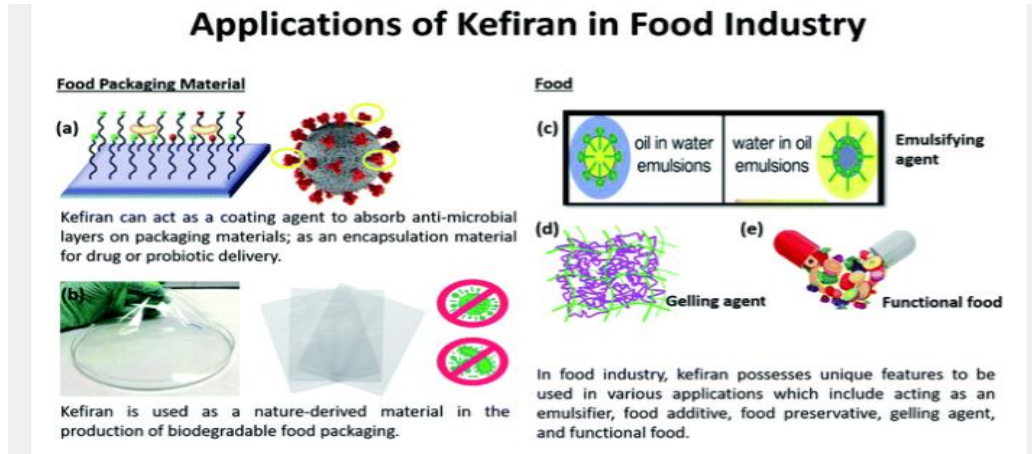 Applications of Kefiran in Food Industry
Food Packaging Material
(a)
Kefiran can act as a coating agent to absorb anti-microbial
layers on packaging materials; as an encapsulation material
for drug or probiotic delivery.
(b)
Kefiran is used as a nature-derived material in the
production of biodegradable food packaging.
Food
(c)
oil in water
emulsions
water in oil
emulsions
Emulsifying
agent
(d)
Gelling agent
(e)
Functional food
In food industry, kefiran possesses unique features to be
used in various applications which include acting as an
emulsifier, food additive, food preservative, gelling agent,
and functional food.